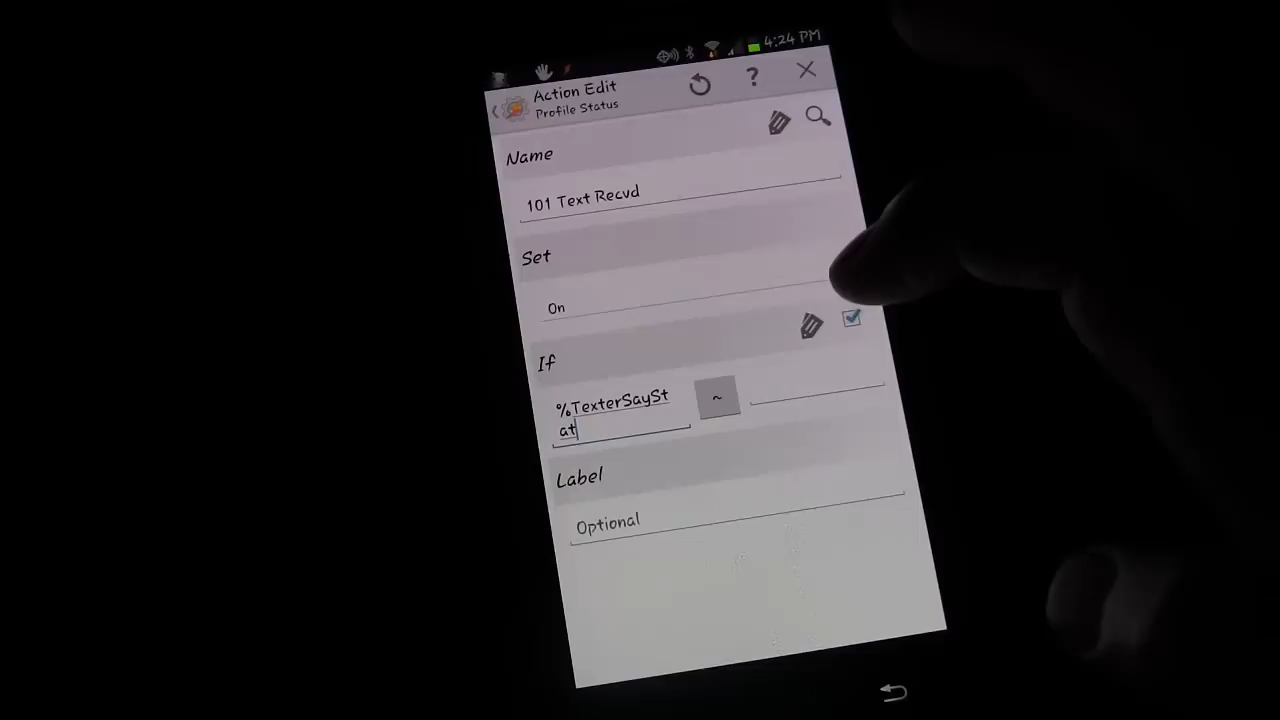 4:24 PM
Action Edit
Profile Status
?
Name
101 Text Recvd
Set
On
If
%TexterSaySt
at
~
Label
Optional